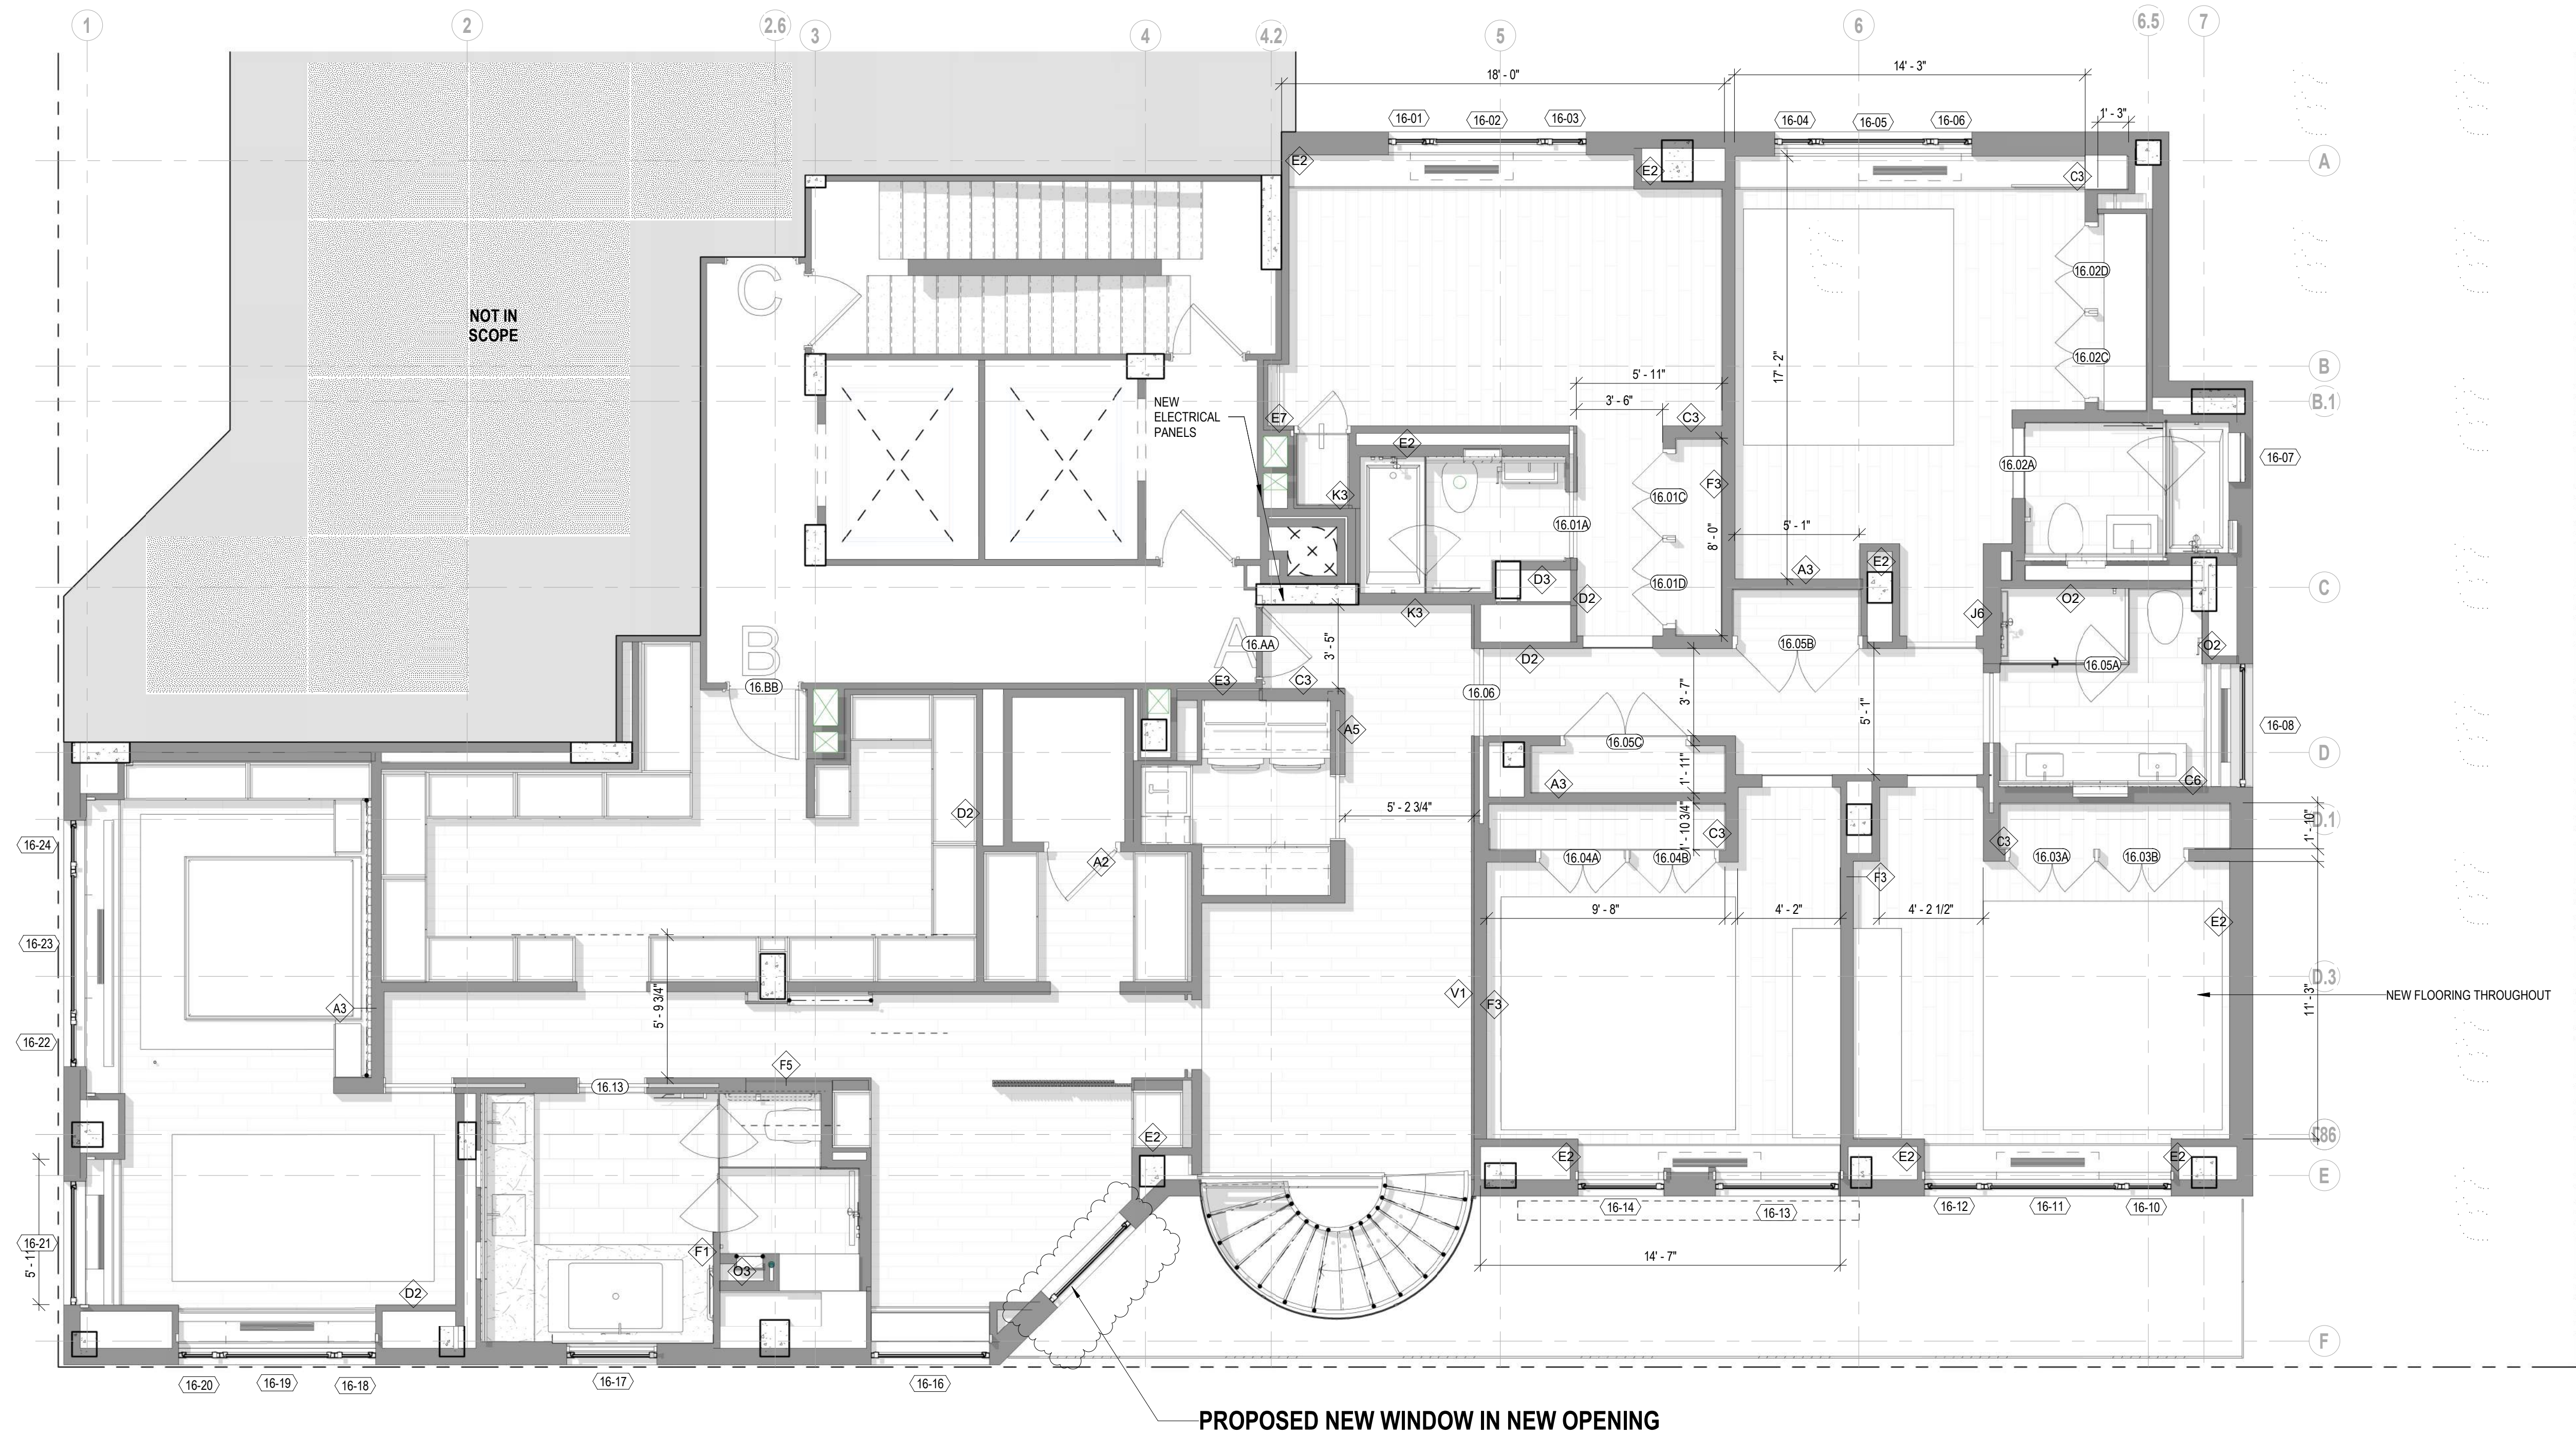 1
2
2.6
3
4
4.2
5
6
6.5
7
18' - 0"
14' - 3"
1' - 3"
16-01
16-02
16-03
16-04
16-05
16-06
A
E2
E2
C3
C
NOT IN
SCOPE
16.02D
16.02C
17' - 2"
B
B.1
5' - 11"
3' - 6"
NEW
ELECTRICAL
PANELS
E7
C3
E2
16.02A
16-07
F3
K3
16.01C
16.01A
5' - 1"
8' - 0"
E2
A3
D3
16.01D
C
K3
D2
O2
J6
B
A
16.AA
3' - 5"
16.05B
O2
D2
16.05A
E3
C3
16.BB
16.06
3' - 7"
5' - 1"
16-08
A5
16.05C
D
1' - 11"
A3
C6
D2
5' - 2 3/4"
1' - 10 3/4"
C3
D.1
1' - 10"
C3
16-24
A2
16.04A
16.04B
16.03A
16.03B
F3
9' - 8"
4' - 2"
4' - 2 1/2"
E2
16-23
D.3
V1
F3
NEW FLOORING THROUGHOUT
11' - 3"
A3
5' - 9 3/4"
16-22
F5
16.13
E2
E2
E2
E2
E
16-14
16-13
16-12
16-11
16-10
16-21
5' - 11"
F1
O3
14' - 7"
D2
F
16-20
16-19
16-18
16-17
16-16
PROPOSED NEW WINDOW IN NEW OPENING